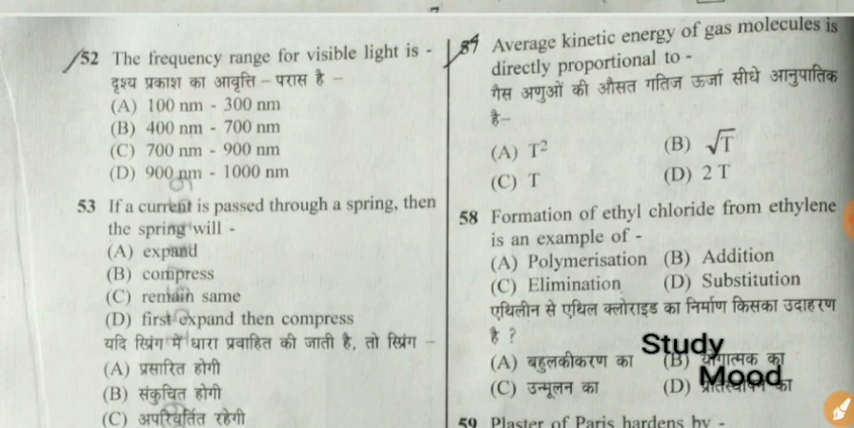 52 The frequency range for visible light is -
दृश्य प्रकाश का आवृत्ति – परास है –
(A) 100 nm - 300 nm
(B) 400 nm - 700 nm
(C) 700 nm - 900 nm
(D) 900 nm - 1000 nm
53 If a current is passed through a spring, then
the spring will -
(A) expand
(B) compress
(C) remain same
(D) first expand then compress
यदि स्प्रिंग में धारा प्रवाहित की जाती है, तो स्प्रिंग –
(A) प्रसारित होगी
(B) संकुचित होगी
(C) अपरिवर्तित रहेगी
Average kinetic energy of gas molecules is
directly proportional to -
गैस अणुओं की औसत गतिज ऊर्जा सीधे आनुपातिक
है–
(A) T²
(B) √T
(C) T
(D) 2 T
58 Formation of ethyl chloride from ethylene
is an example of -
(A) Polymerisation (B) Addition
(C) Elimination (D) Substitution
एथिलीन से एथिल क्लोराइड का निर्माण किसका उदाहरण
है ?
(A) बहुलकीकरण का (B) योगात्मक का
(C) उन्मूलन का (D) प्रतिस्थापन का
Study
Mood
59 Plaster of Paris hardens by -